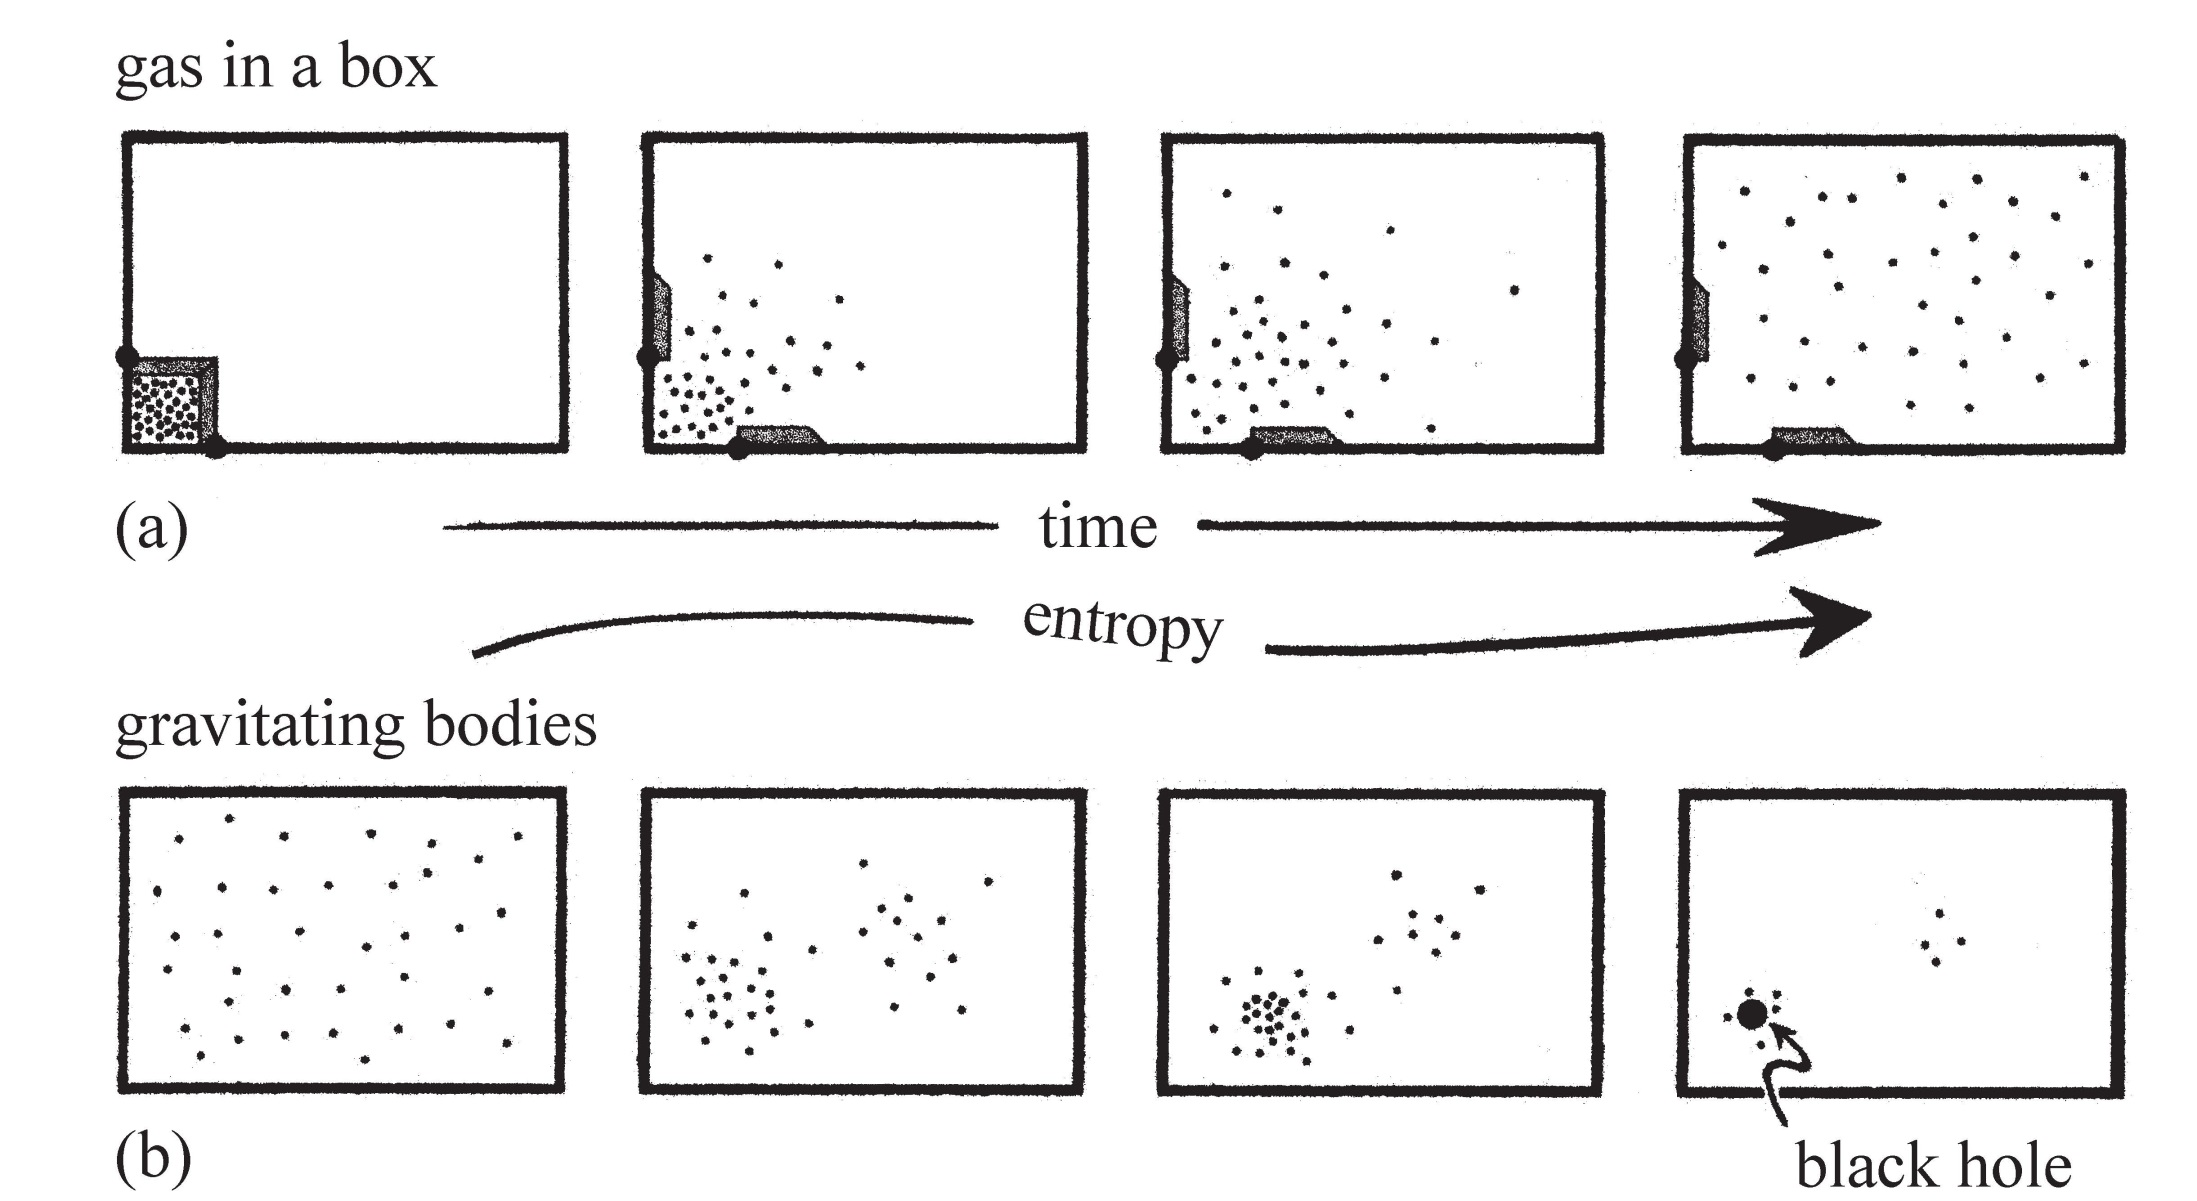 gas in a box
(a)
time
entropy
gravitating bodies
(b)
black hole